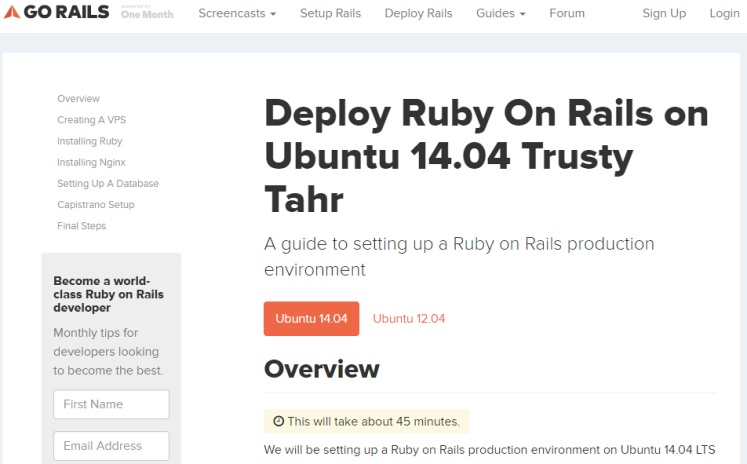 GO RAILS powered by One Month Screencasts Setup Rails Deploy Rails Guides Forum Sign Up Login
Overview
Creating A VPS
Installing Ruby
Installing Nginx
Setting Up A Database
Capistrano Setup
Final Steps
Become a world-
class Ruby on Rails
developer
Monthly tips for
developers looking
to become the best.
First Name
Email Address
Deploy Ruby On Rails on
Ubuntu 14.04 Trusty
Tahr
A guide to setting up a Ruby on Rails production
environment
Ubuntu 14.04 Ubuntu 12.04
Overview
This will take about 45 minutes.
We will be setting up a Ruby on Rails production environment on Ubuntu 14.04 LTS